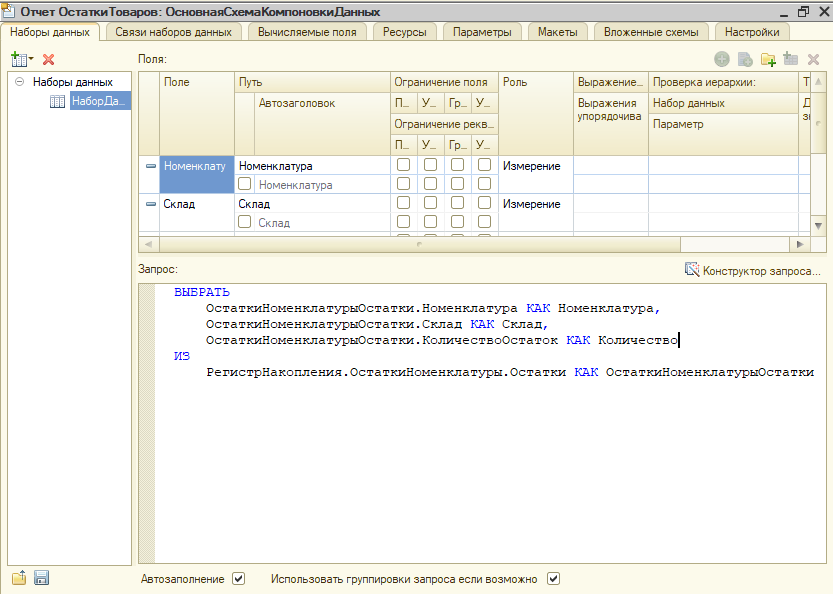 Отчет ОстаткиТоваров: ОсновнаяСхемаКомпоновкиДанных
Наборы данных
Связи наборов данных
Вычисляемые поля
Ресурсы
Параметры
Макеты
Вложенные схемы
Настройки
Поля:
Наборы данных
НаборДа...
Поле
Путь
Ограничение поля
Роль
Выражение...
Проверка иерархии:
Т
Автозаголовок
П...
У...
Гр...
У...
Выражения упорядочива
Набор данных
Д
Ограничение рекв...
Параметр
П...
У...
Гр...
У...
Номенклату
Номенклатура
Измерение
Номенклатура
Склад
Склад
Измерение
Склад
Запрос:
Конструктор запроса...
ВЫБРАТЬ
ОстаткиНоменклатурыОстатки.Номенклатура КАК Номенклатура,
ОстаткиНоменклатурыОстатки.Склад КАК Склад,
ОстаткиНоменклатурыОстатки.КоличествоОстаток КАК Количество
ИЗ
РегистрНакопления.ОстаткиНоменклатуры.Остатки КАК ОстаткиНоменклатурыОстатки
Автозаполнение
Использовать группировки запроса если возможно